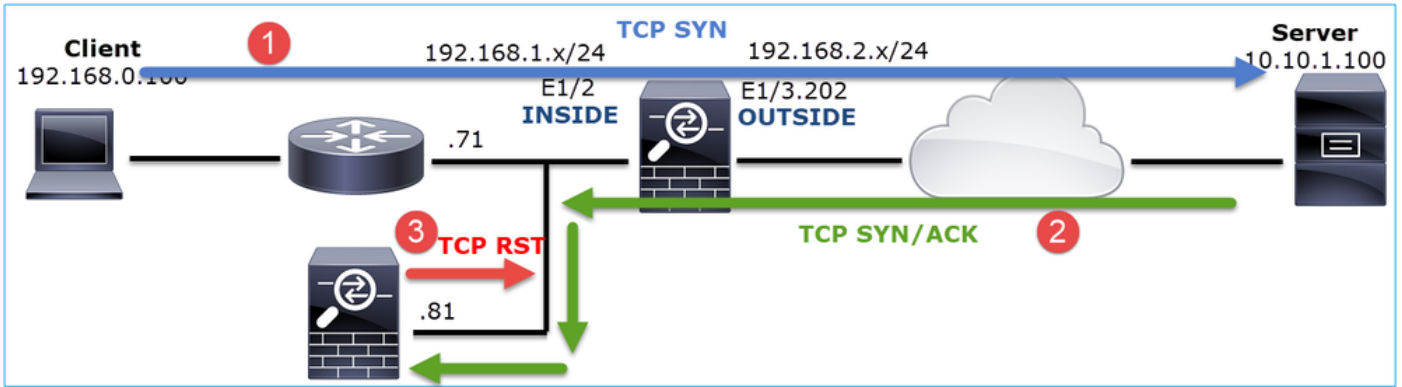 Client
192.168.0.100
1
192.168.1.x/24
TCP SYN
192.168.2.x/24
Server
10.10.1.100
E1/2
INSIDE
E1/3.202
OUTSIDE
.71
3
TCP RST
TCP SYN/ACK
2
.81